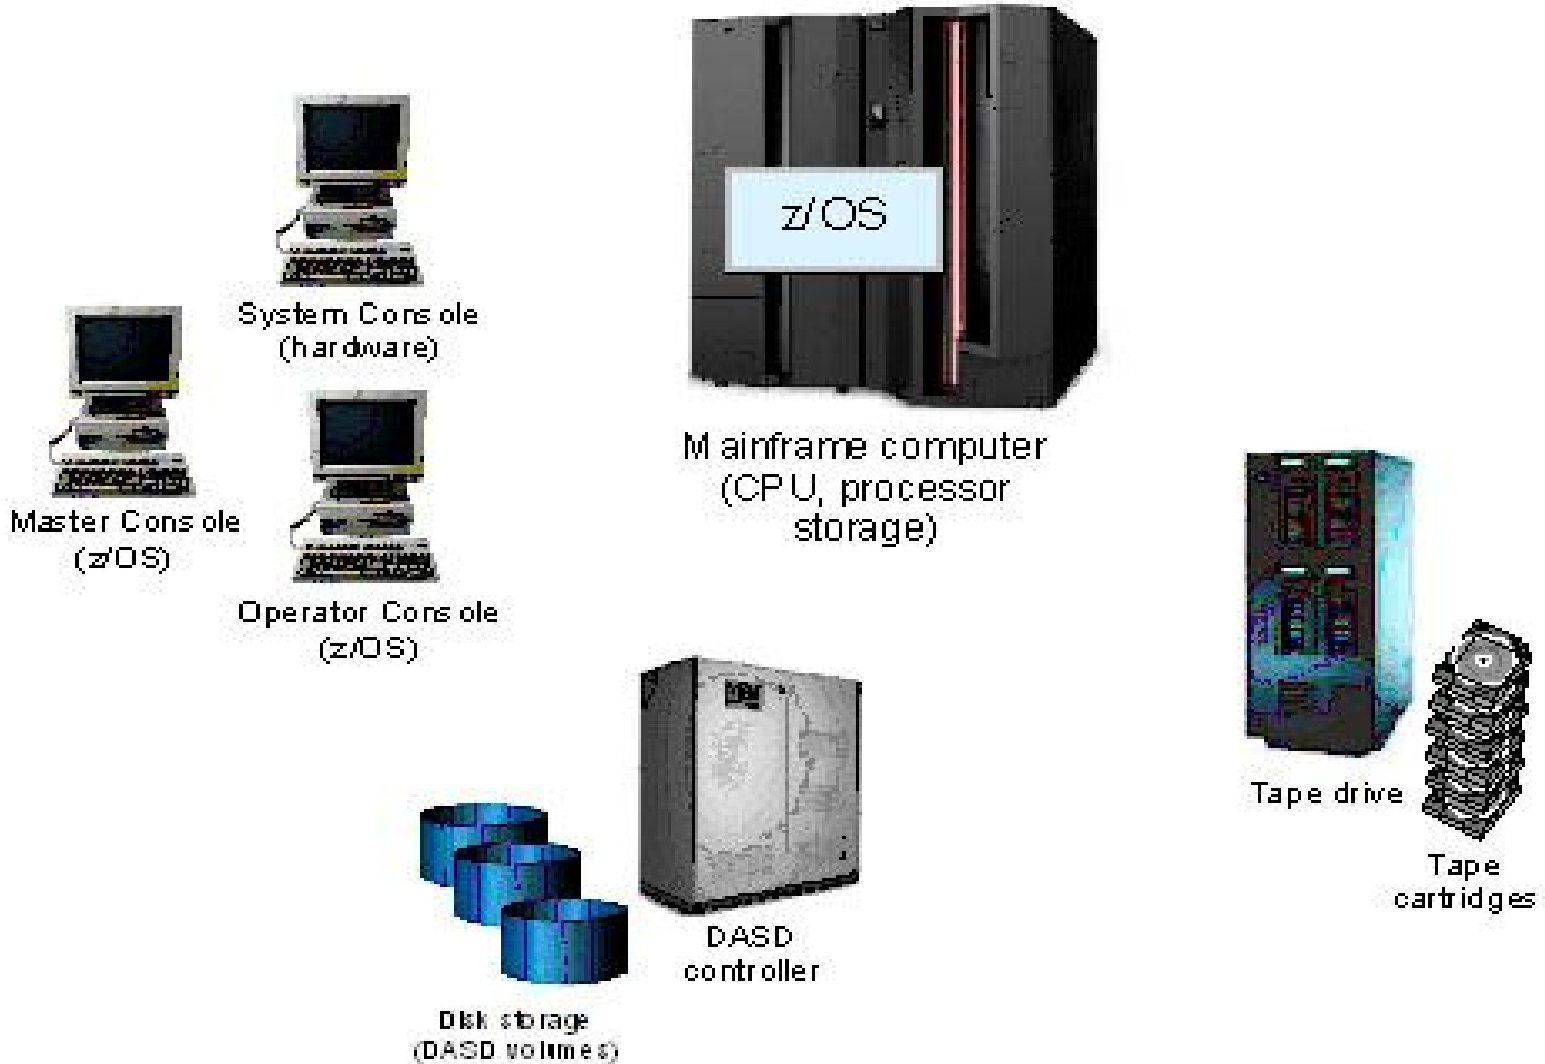 z/OS
System Console
(hardware)
Master Console
(z/OS)
Operator Console
(z/OS)
Mainframe computer
(CPU, processor
storage)
Tape drive
Tape
cartridges
DASD
controller
Disk storage
(DASD volumes)